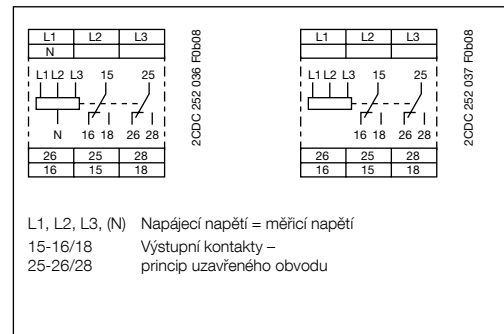 L1 L2 L3
N
L1 L2 L3 15 25
N 16 18 26 28
26 25 28
16 15 18
2CDC 252 036 F0b08
L1 L2 L3
L1 L2 L3 15 25
16 18 26 28
26 25 28
16 15 18
2CDC 252 037 F0b08
L1, L2, L3, (N) Napájecí napětí = měřicí napětí
15-16/18 Výstupní kontakty –
25-26/28 princip uzavřeného obvodu